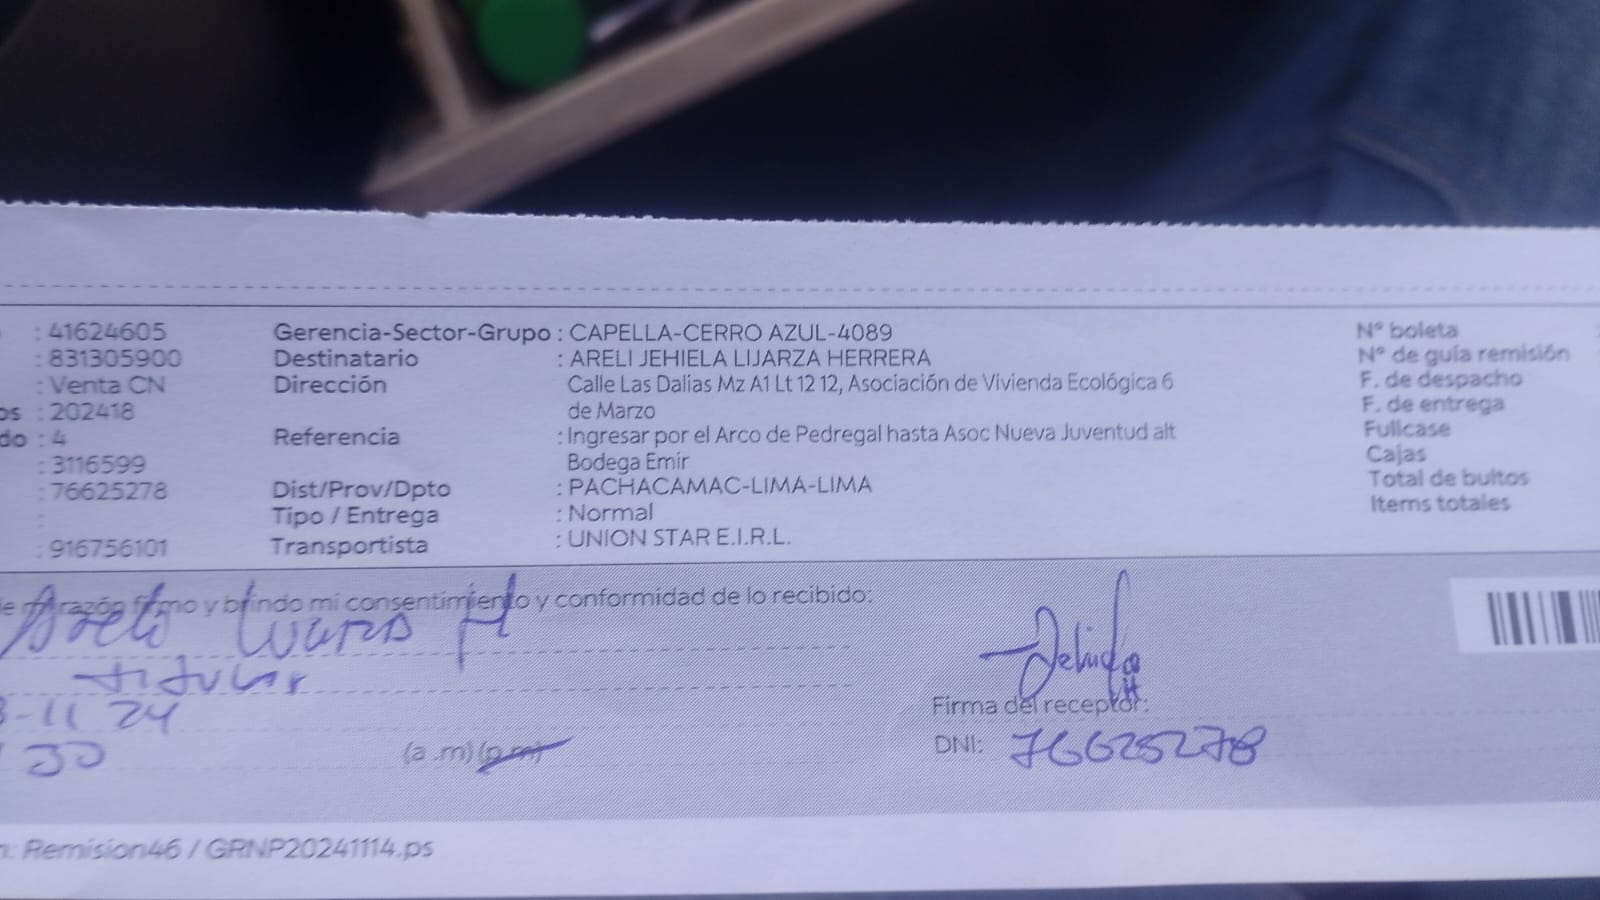 : 41624605 Gerencia-Sector-Grupo : CAPELLA-CERRO AZUL-4089 Nº boleta
: 831305900 Destinatario : ARELI JEHIELA LIJARZA HERRERA Nº de guía remisión
: Venta CN Dirección Calle Las Dalias Mz A1 Lt 12 12, Asociación de Vivienda Ecológica 6 F. de despacho
os : 202418 de Marzo F. de entrega
do : 4 Referencia : Ingresar por el Arco de Pedregal hasta Asoc Nueva Juventud alt Fullcase
: 3116599 Bodega Emir Cajas
: 76625278 Dist/Prov/Dpto : PACHACAMAC-LIMA-LIMA Total de bultos
: Tipo / Entrega : Normal Items totales
: 916756101 Transportista : UNION STAR E.I.R.L.
razón firmo y brindo mi consentimiento y conformidad de lo recibido:
titular
-11 24 Firma del receptor:
30 (a .m) (p.m) DNI: 76625278
n: Remision46 / GRNP20241114.ps